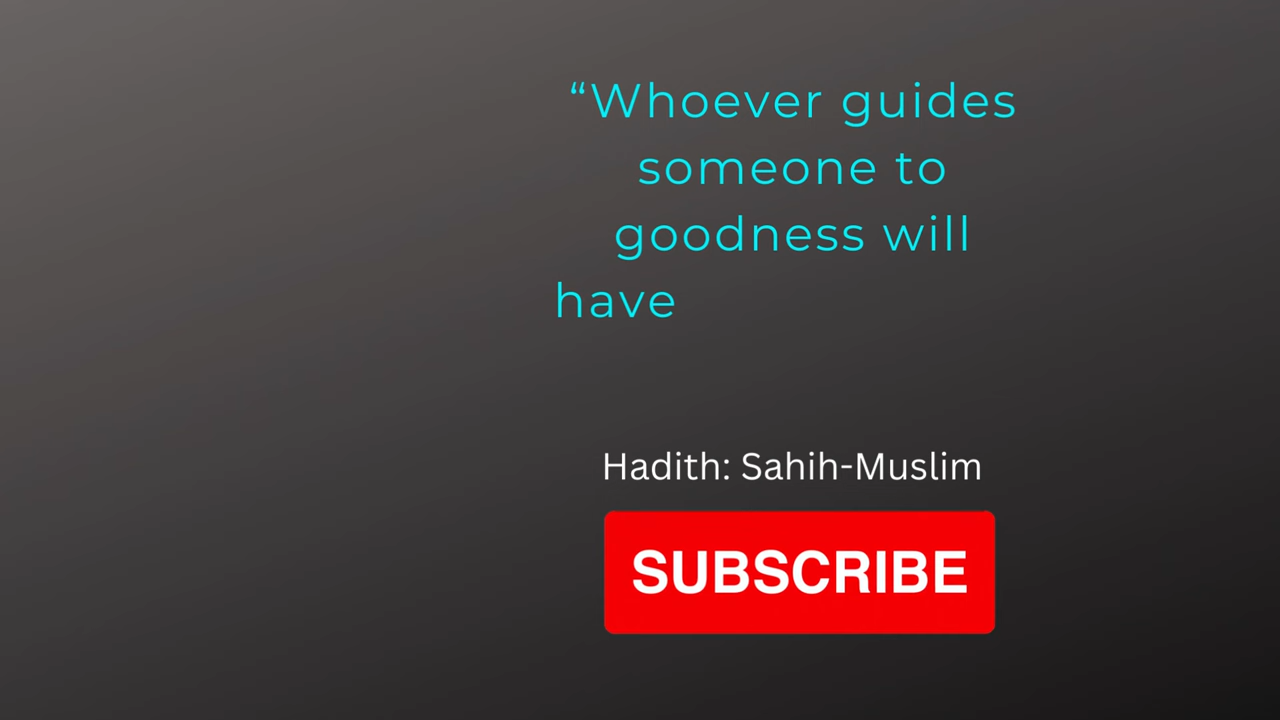 “Whoever guides
someone to
goodness will
have
Hadith: Sahih-Muslim
SUBSCRIBE